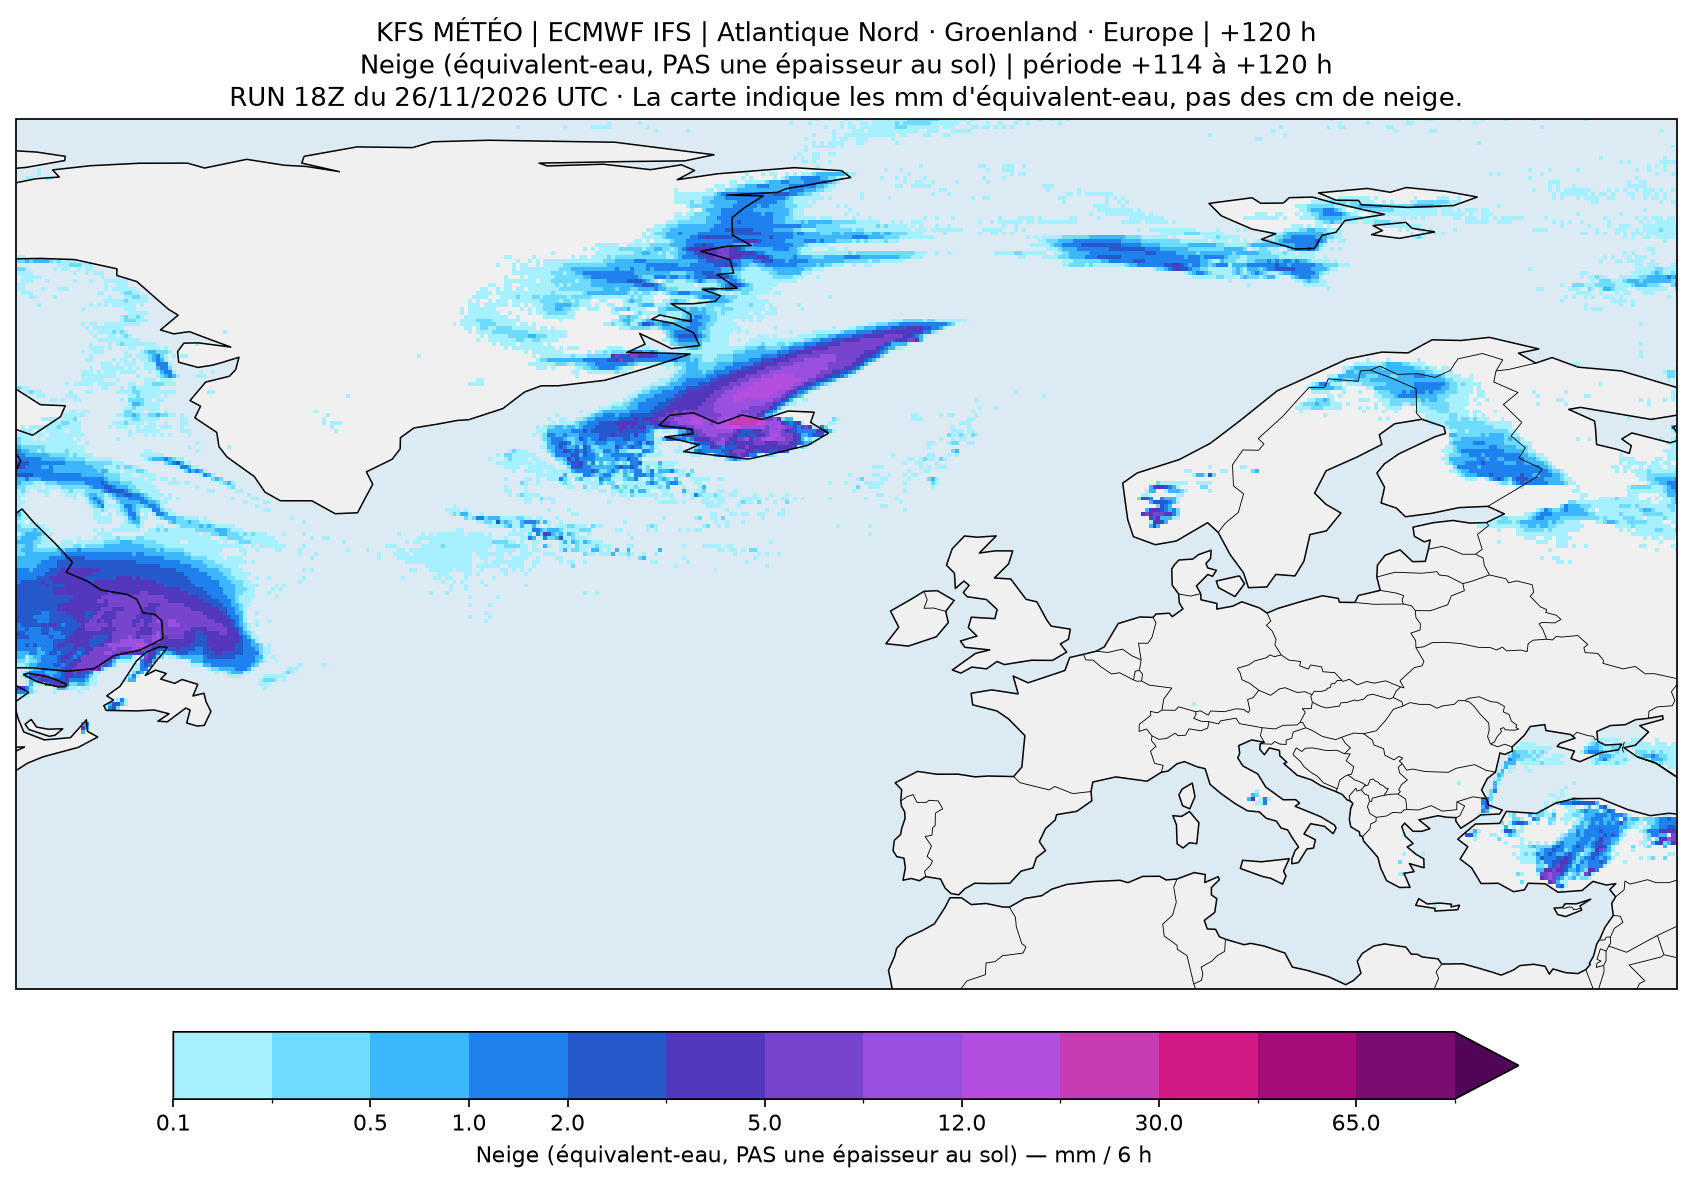 KFS MÉTÉO | ECMWF IFS | Atlantique Nord · Groenland · Europe | +120 h
Neige (équivalent-eau, PAS une épaisseur au sol) | période +114 à +120 h
RUN 18Z du 26/11/2026 UTC · La carte indique les mm d'équivalent-eau, pas des cm de neige.
0.1 0.5 1.0 2.0 5.0 12.0 30.0 65.0
Neige (équivalent-eau, PAS une épaisseur au sol) — mm / 6 h